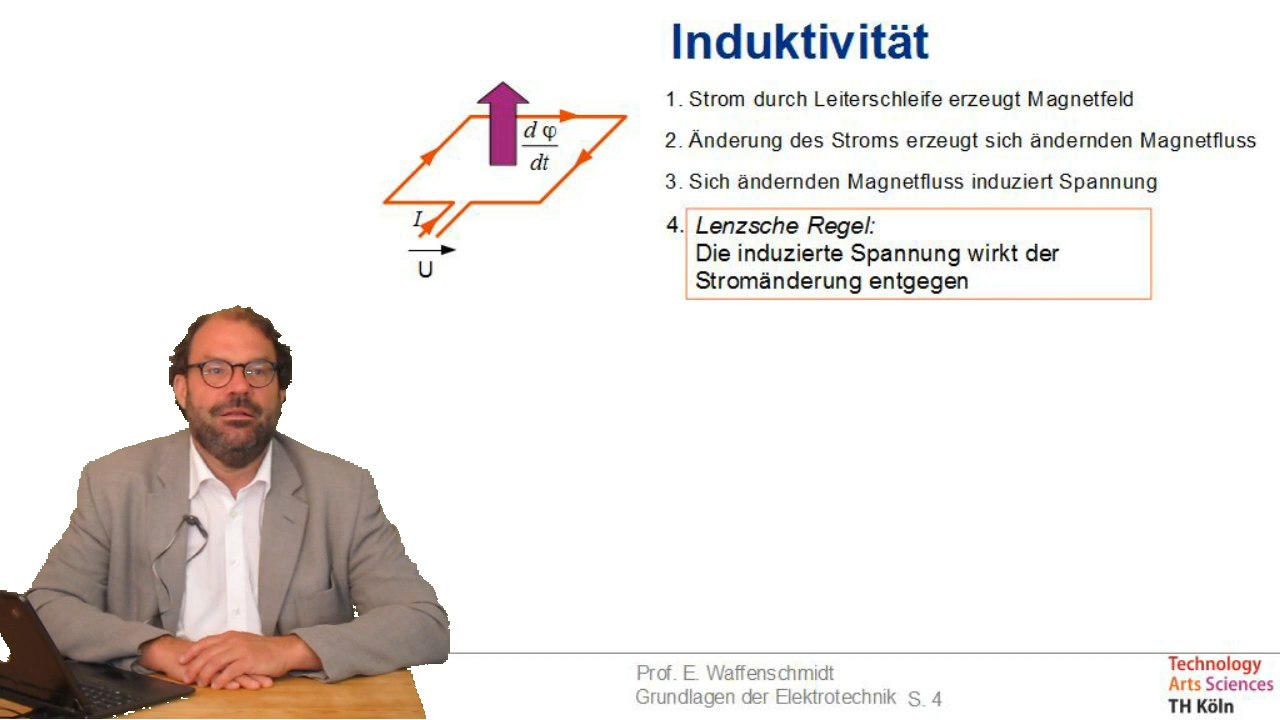 Induktivität
1. Strom durch Leiterschleife erzeugt Magnetfeld
2. Änderung des Stroms erzeugt sich ändernden Magnetfluss
3. Sich ändernden Magnetfluss induziert Spannung
4. Lenzsche Regel:
Die induzierte Spannung wirkt der
Stromänderung entgegen
d φ
dt
I
U
Prof. E. Waffenschmidt
Grundlagen der Elektrotechnik S. 4
Technology
Arts Sciences
TH Köln